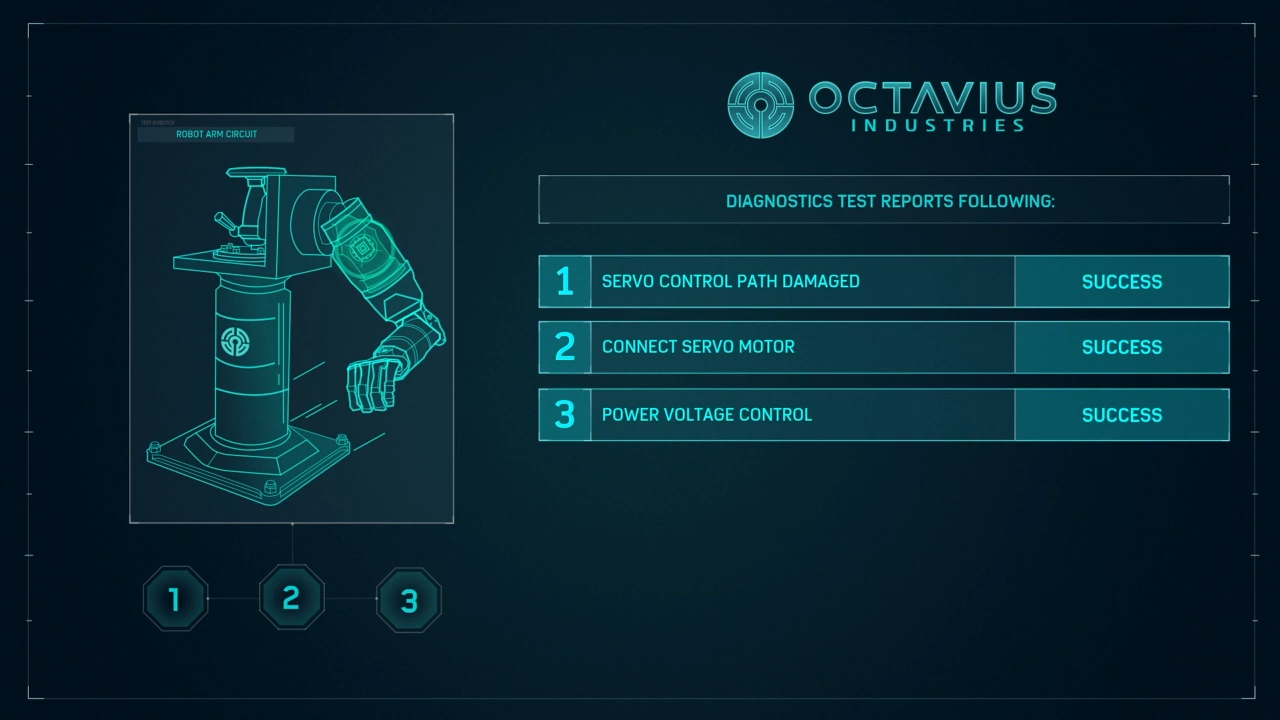 OCTAVIUS
INDUSTRIES
ROBOT ARM CIRCUIT
DIAGNOSTICS TEST REPORTS FOLLOWING:
1 SERVO CONTROL PATH DAMAGED SUCCESS
2 CONNECT SERVO MOTOR SUCCESS
3 POWER VOLTAGE CONTROL SUCCESS
1 2 3